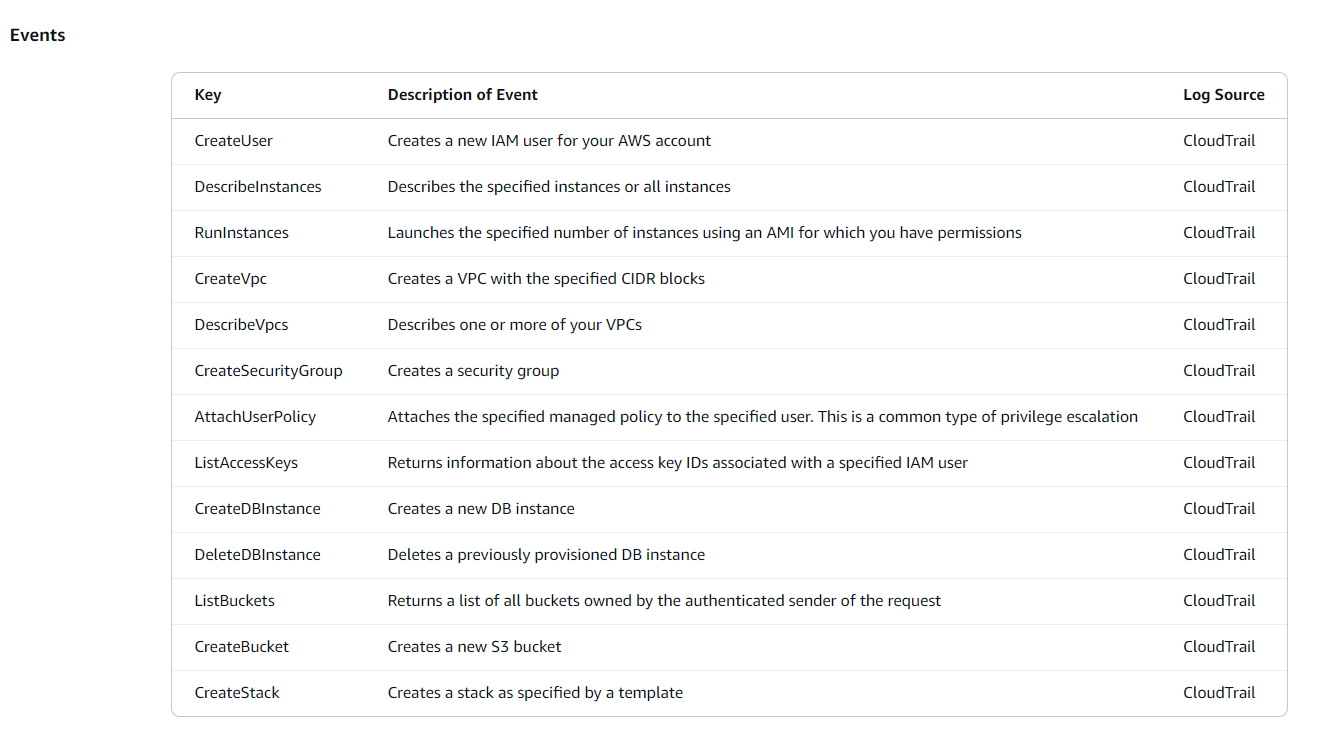 Events
Key Description of Event Log Source
CreateUser Creates a new IAM user for your AWS account CloudTrail
DescribeInstances Describes the specified instances or all instances CloudTrail
RunInstances Launches the specified number of instances using an AMI for which you have permissions CloudTrail
CreateVpc Creates a VPC with the specified CIDR blocks CloudTrail
DescribeVpcs Describes one or more of your VPCs CloudTrail
CreateSecurityGroup Creates a security group CloudTrail
AttachUserPolicy Attaches the specified managed policy to the specified user. This is a common type of privilege escalation CloudTrail
ListAccessKeys Returns information about the access key IDs associated with a specified IAM user CloudTrail
CreateDBInstance Creates a new DB instance CloudTrail
DeleteDBInstance Deletes a previously provisioned DB instance CloudTrail
ListBuckets Returns a list of all buckets owned by the authenticated sender of the request CloudTrail
CreateBucket Creates a new S3 bucket CloudTrail
CreateStack Creates a stack as specified by a template CloudTrail